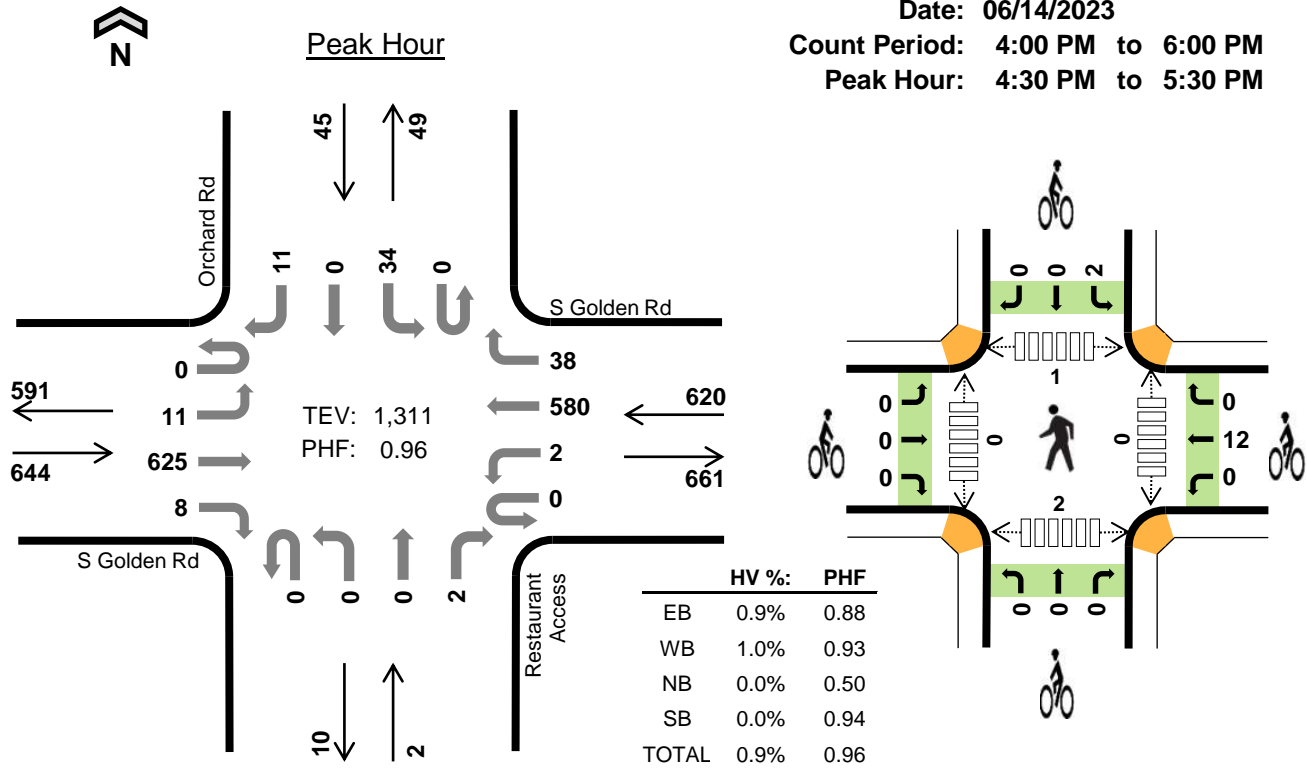 Date: 06/14/2023
Count Period: 4:00 PM to 6:00 PM
Peak Hour: 4:30 PM to 5:30 PM
N
Peak Hour
45
49
Orchard Rd
11
0
34
0
S Golden Rd
0
11
625
8
591
644
TEV: 1,311
PHF: 0.96
38
580
2
0
620
661
S Golden Rd
0
0
0
2
Restaurant
Access
10
2
HV %: PHF
EB 0.9% 0.88
WB 1.0% 0.93
NB 0.0% 0.50
SB 0.0% 0.94
TOTAL 0.9% 0.96
0 0 2
1
0
0
0
0
0
0
12
0
2
0 0 0